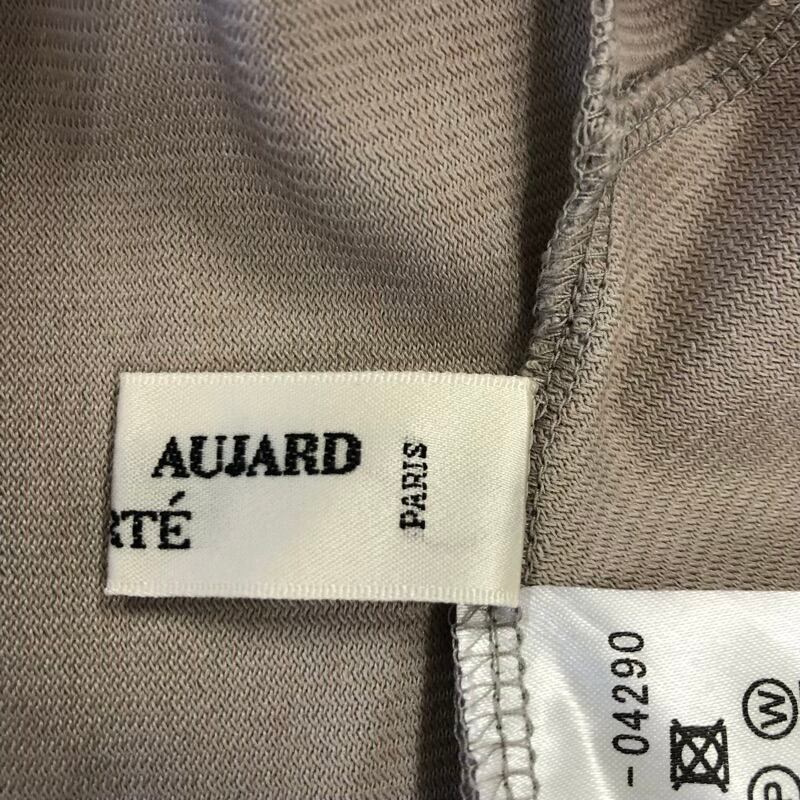 AUJARD
RTÉ
PARIS
- 04290
W
P